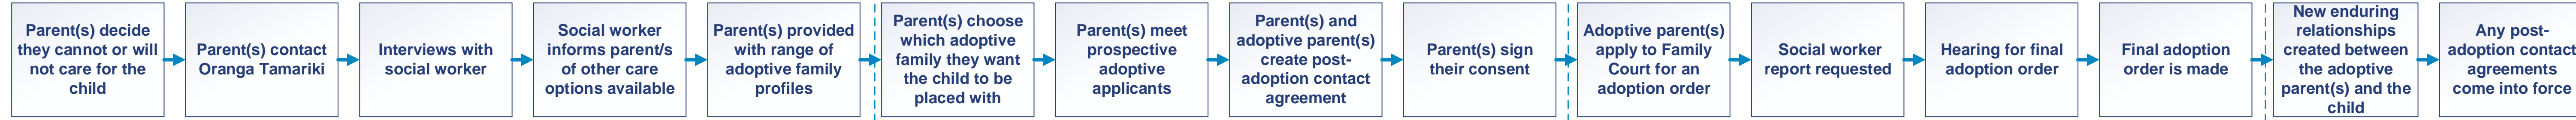 Parent(s) decide
they cannot or will
not care for the
child
Parent(s) contact
Oranga Tamariki
Interviews with
social worker
Social worker
informs parent/s
of other care
options available
Parent(s) provided
with range of
adoptive family
profiles
Parent(s) choose
which adoptive
family they want
the child to be
placed with
Parent(s) meet
prospective
adoptive
applicants
Parent(s) and
adoptive parent(s)
create post-
adoption contact
agreement
Parent(s) sign
their consent
Adoptive parent(s)
apply to Family
Court for an
adoption order
Social worker
report requested
Hearing for final
adoption order
Final adoption
order is made
New enduring
relationships
created between
the adoptive
parent(s) and the
child
Any post-
adoption contact
agreements
come into force